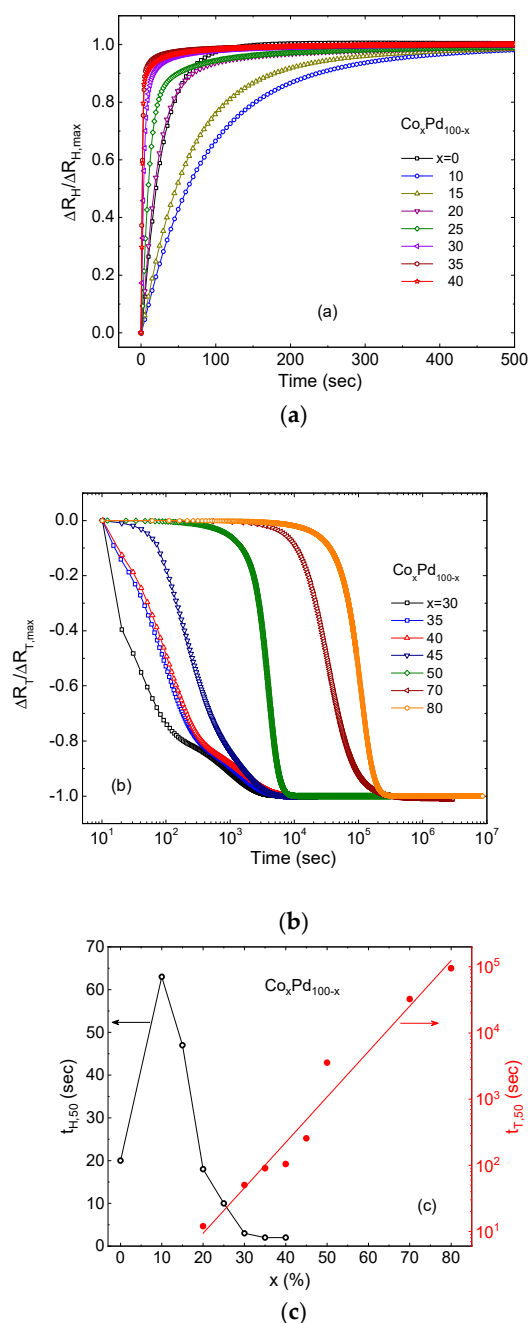 1.0
0.8
0.6
0.4
0.2
0.0
ΔR_H/ΔR_H,max
Co_xPd_100-x
x=0
10
15
20
25
30
35
40
(a)
0 100 200 300 400 500
Time (sec)
(a)
0.0
-0.2
-0.4
-0.6
-0.8
-1.0
ΔR_T/ΔR_T,max
Co_xPd_100-x
x=30
35
40
45
50
70
80
(b)
10^1 10^2 10^3 10^4 10^5 10^6 10^7
Time (sec)
(b)
70
60
50
40
30
20
10
0
t_H,50 (sec)
Co_xPd_100-x
10^5
10^4
10^3
10^2
10^1
t_T,50 (sec)
(c)
0 10 20 30 40 50 60 70 80
x (%)
(c)